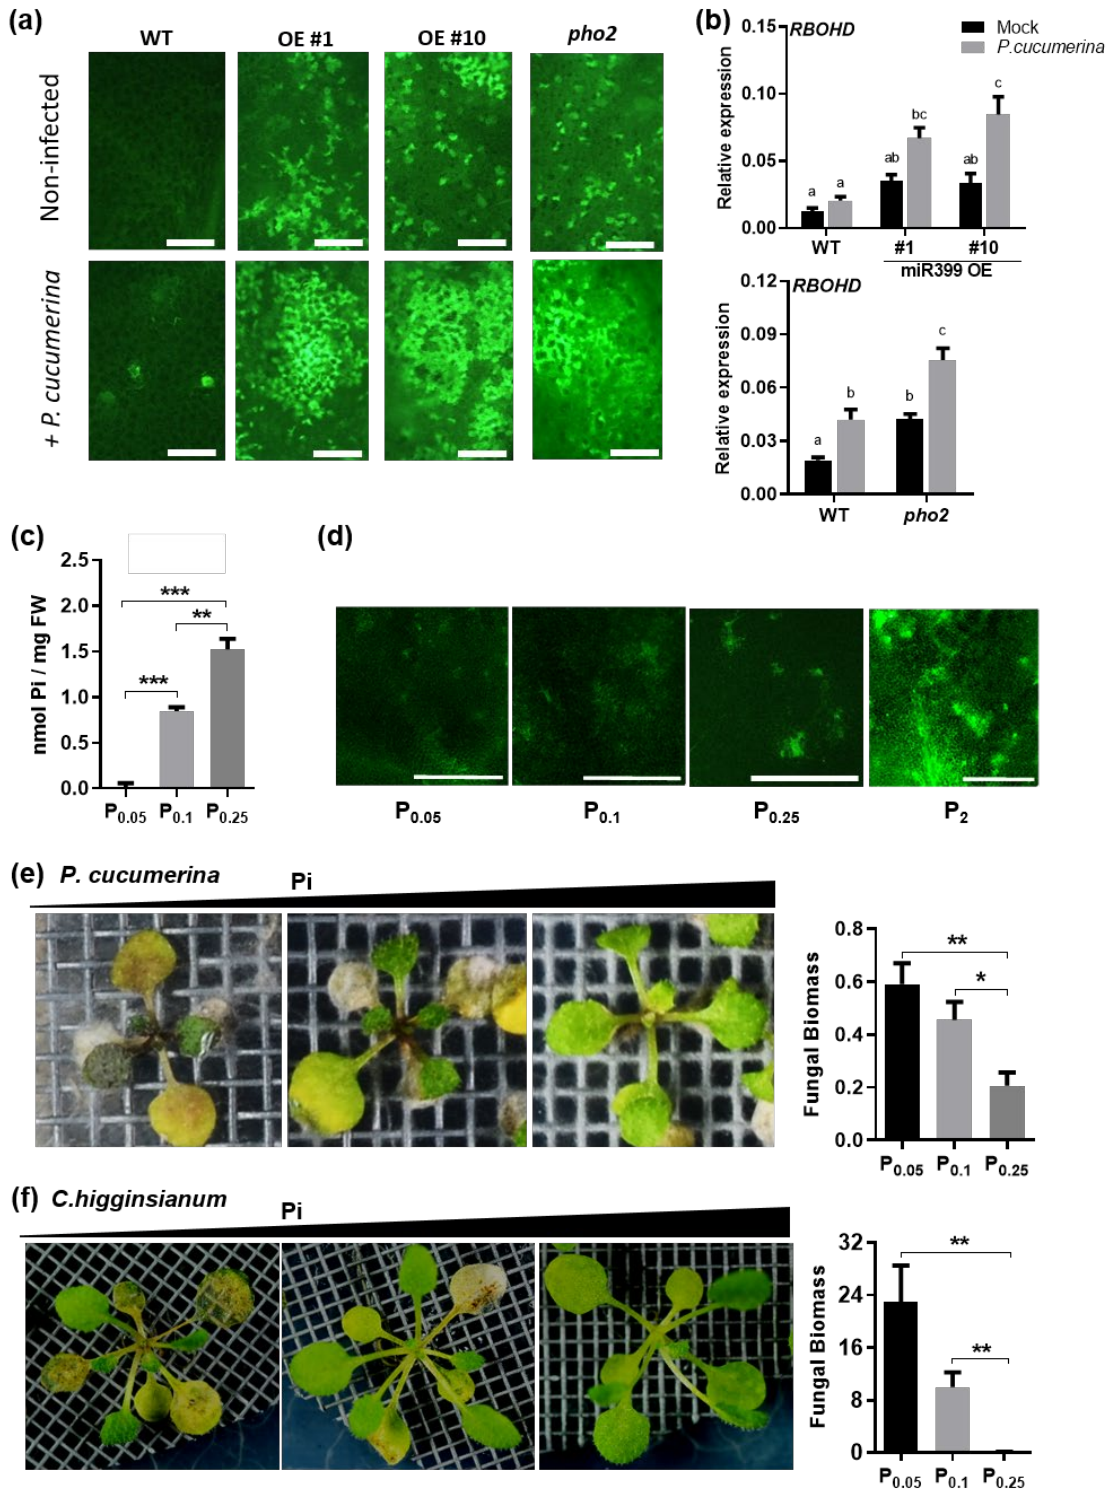 (a)
WT
OE #1
OE #10
pho2
Non-infected
+ P. cucumerina
(b)
RBOHD
Mock
P.cucumerina
Relative expression
0.15
0.10
0.05
0.00
a
a
ab
bc
ab
c
WT
#1
#10
miR399 OE
RBOHD
Relative expression
0.12
0.09
0.06
0.03
0.00
a
b
b
c
WT
pho2
(c)
nmol Pi / mg FW
2.5
2.0
1.5
1.0
0.5
0.0
***
**
***
P0.05 P0.1 P0.25
(d)
P0.05
P0.1
P0.25
P2
(e) P. cucumerina
Pi
Fungal Biomass
0.8
0.6
0.4
0.2
0.0
**
*
P0.05 P0.1 P0.25
(f) C.higginsianum
Pi
Fungal Biomass
32
24
16
8
0
**
**
P0.05 P0.1 P0.25